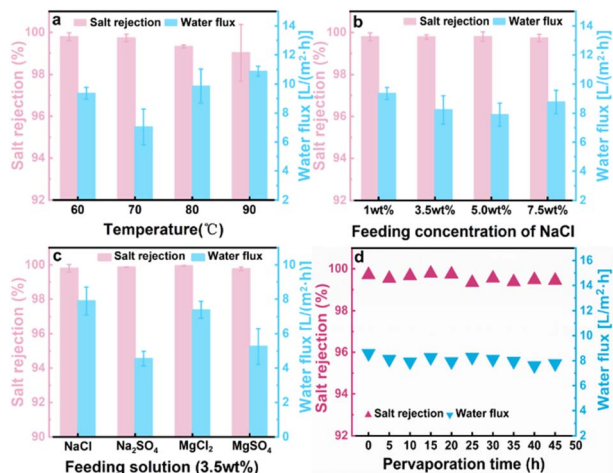 a
Salt rejection
Water flux
Salt rejection (%)
100
98
96
94
92
Water flux [L/(m²·h)]
14
12
10
8
6
4
2
60
70
80
90
Temperature(℃)
b
Salt rejection
Water flux
Salt rejection (%)
100
98
96
94
92
Water flux [L/(m²·h)]
14
12
10
8
6
4
2
1wt%
3.5wt%
5.0wt%
7.5wt%
Feeding concentration of NaCl
c
Salt rejection
Water flux
Salt rejection (%)
100
98
96
94
92
90
Water flux [L/(m²·h)]
10
8
6
4
2
0
NaCl
Na₂SO₄
MgCl₂
MgSO₄
Feeding solution (3.5wt%)
d
Salt rejection (%)
100
98
96
94
92
Water flux [L/(m²·h)]
16
14
12
10
8
6
4
2
Salt rejection
Water flux
0 5 10 15 20 25 30 35 40 45 50
Pervaporation time (h)